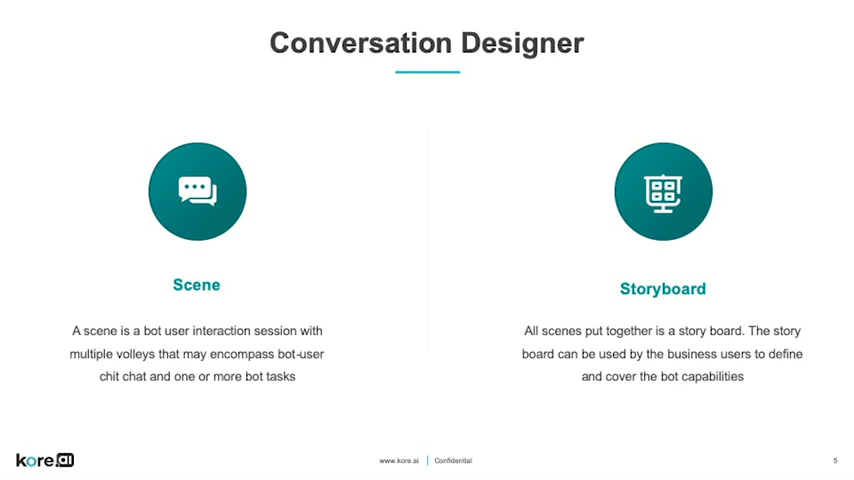 Conversation Designer
Scene
A scene is a bot user interaction session with
multiple volleys that may encompass bot-user
chit chat and one or more bot tasks
Storyboard
All scenes put together is a story board. The story
board can be used by the business users to define
and cover the bot capabilities
kore.ai
www.kore.ai | Confidential
5